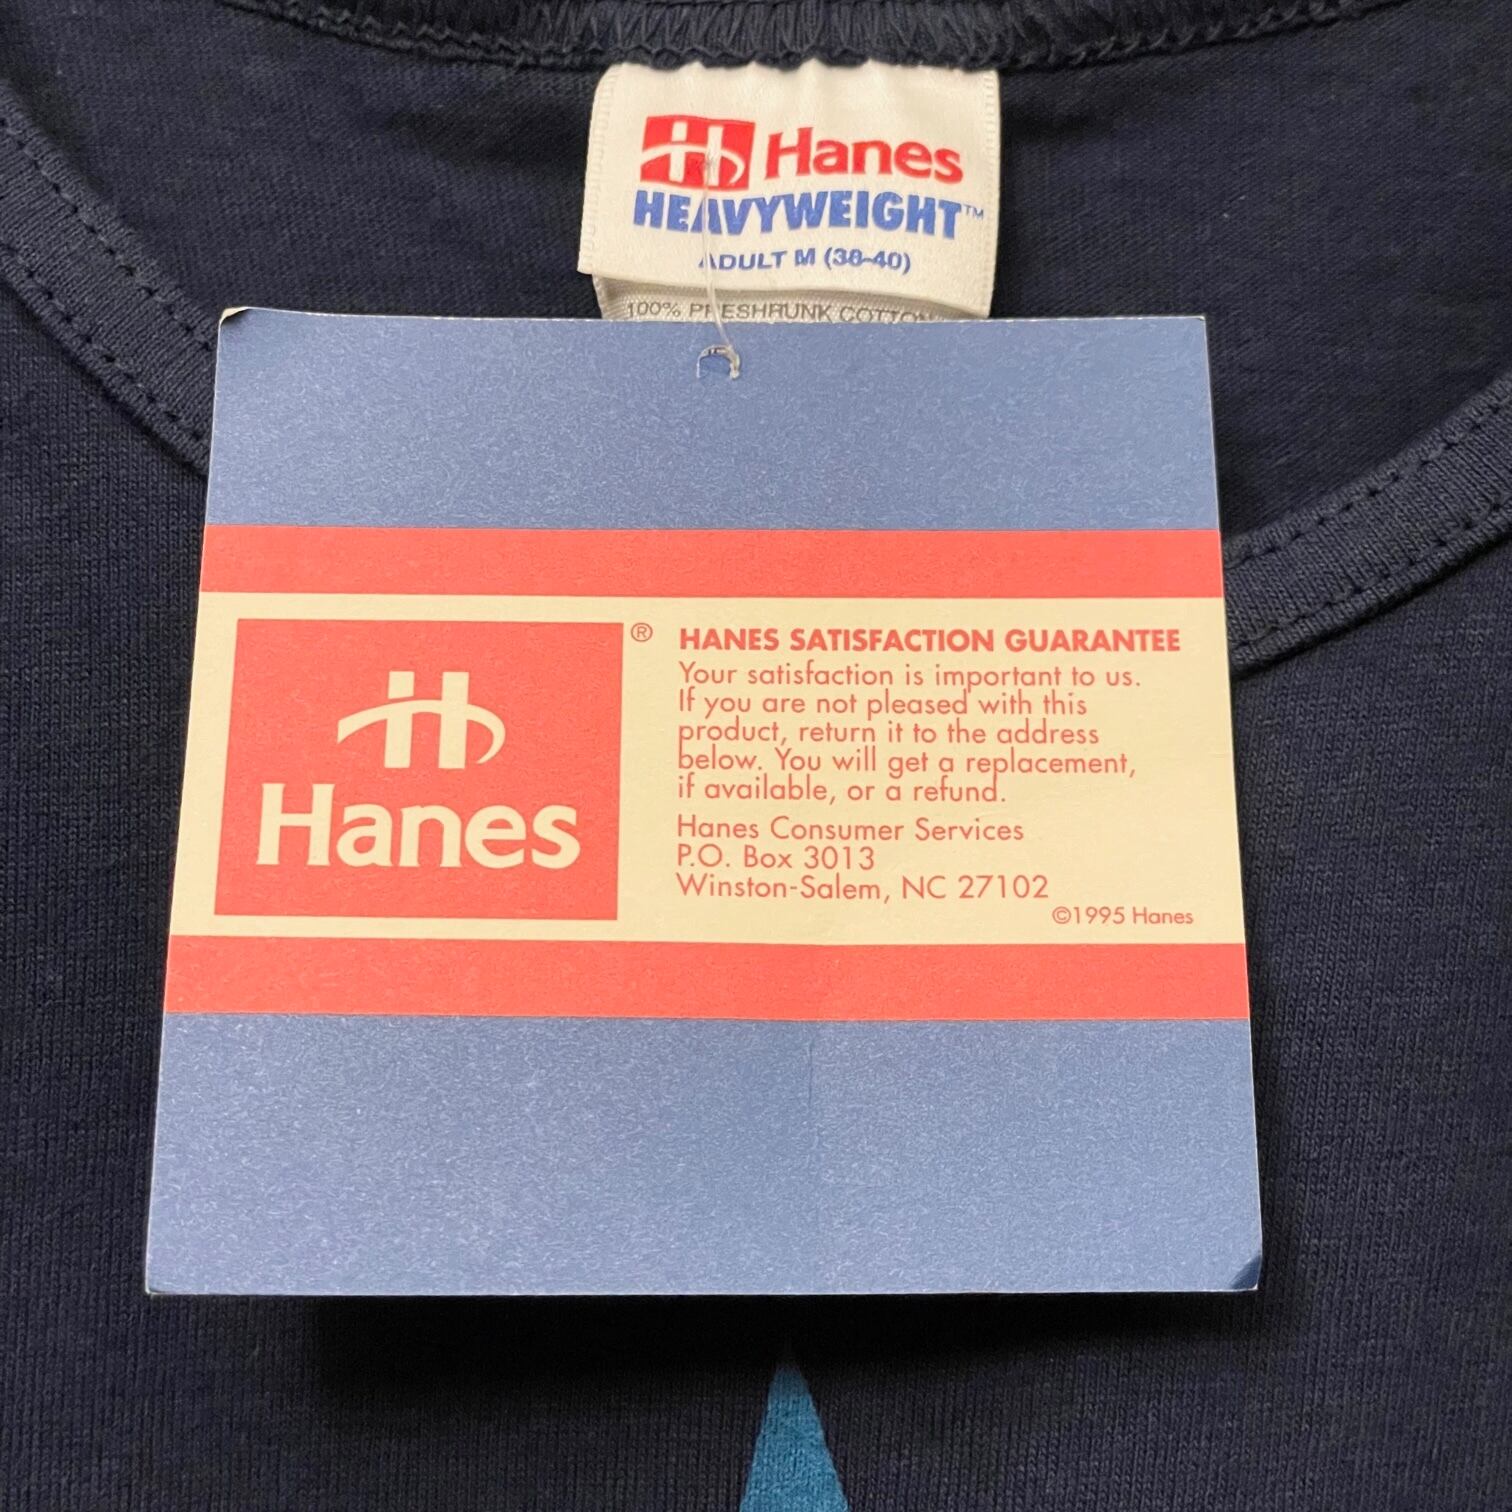 Hanes
HEAVYWEIGHT™
ADULT M (38-40)
100% PRESHRUNK COTTON
®
HANES SATISFACTION GUARANTEE
Your satisfaction is important to us.
If you are not pleased with this
product, return it to the address
below. You will get a replacement,
if available, or a refund.
Hanes Consumer Services
P.O. Box 3013
Winston-Salem, NC 27102
©1995 Hanes
H
Hanes